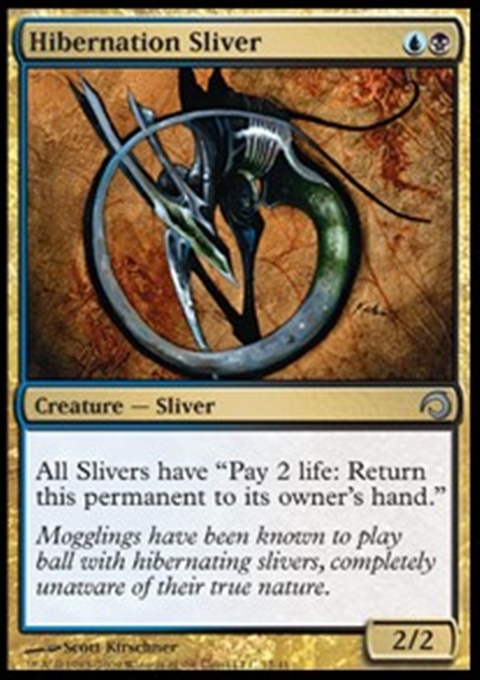 Hibernation Sliver
Creature — Sliver
All Slivers have “Pay 2 life: Return
this permanent to its owner’s hand.”
Mogglings have been known to play
ball with hibernating slivers, completely
unaware of their true nature.
Scott Kirschner
2/2